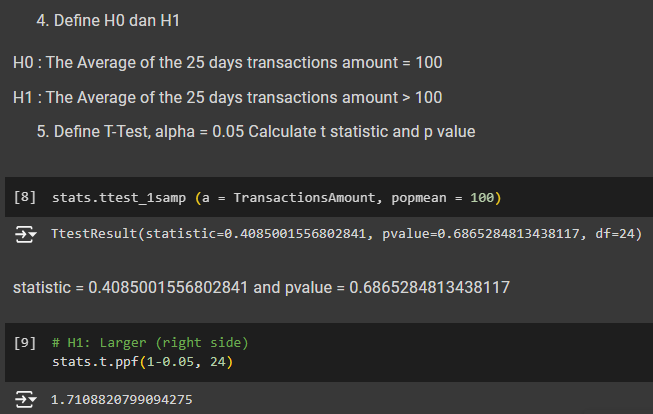 4. Define H0 dan H1
H0 : The Average of the 25 days transactions amount = 100
H1 : The Average of the 25 days transactions amount > 100
5. Define T-Test, alpha = 0.05 Calculate t statistic and p value
[8] stats.ttest_1samp (a = TransactionsAmount, popmean = 100)
TtestResult(statistic=0.4085001556802841, pvalue=0.6865284813438117, df=24)
statistic = 0.4085001556802841 and pvalue = 0.6865284813438117
[9] # H1: Larger (right side)
stats.t.ppf(1-0.05, 24)
1.7108820799094275